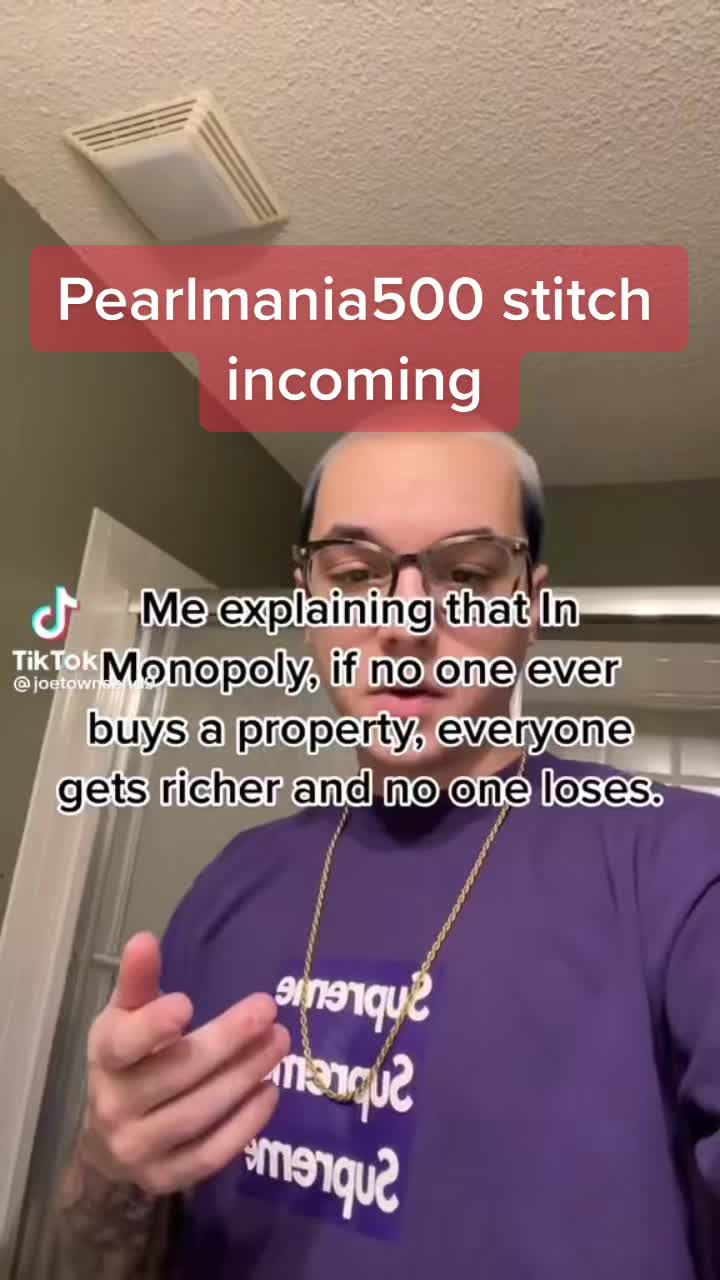 Pearlmania500 stitch
incoming
Me explaining that In
Monopoly, if no one ever
buys a property, everyone
gets richer and no one loses.
TikTok
Supreme
Supreme
Supreme